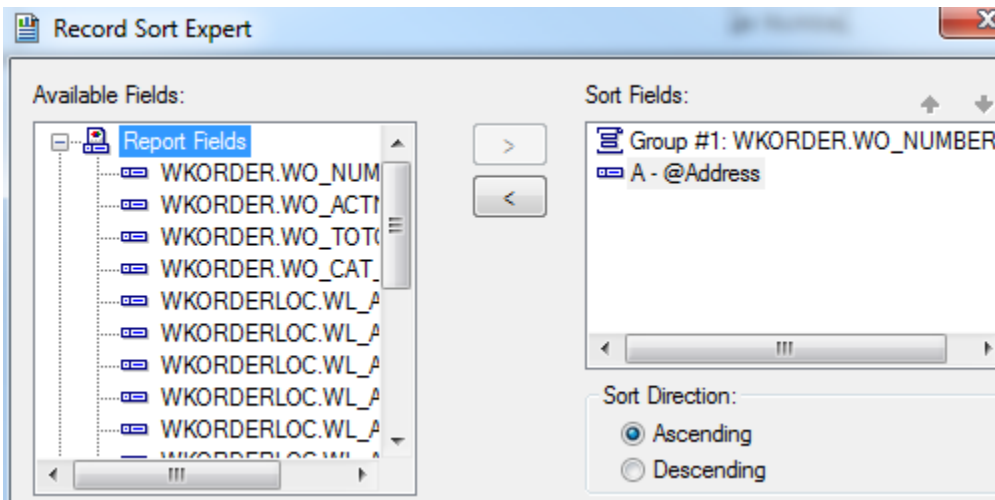 Record Sort Expert
Available Fields:
Report Fields
WKORDER.WO_NUM
WKORDER.WO_ACT
WKORDER.WO_TOT
WKORDER.WO_CAT_
WKORDERLOC.WL_A
WKORDERLOC.WL_A
WKORDERLOC.WL_A
WKORDERLOC.WL_A
WKORDERLOC.WL_A
>
<
Sort Fields:
Group #1: WKORDER.WO_NUMBER
A - @Address
Sort Direction:
Ascending
Descending